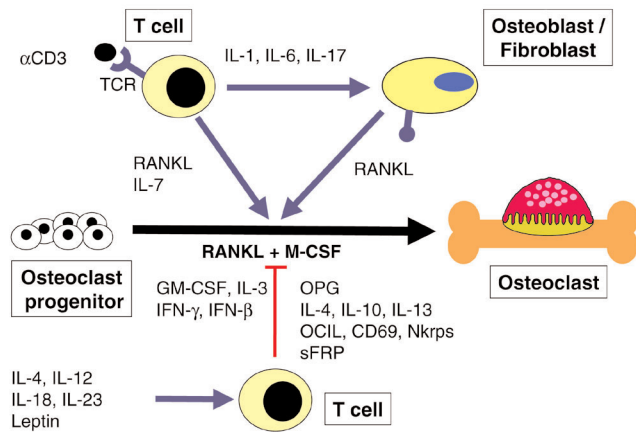 T cell
Osteoblast /
Fibroblast
αCD3
TCR
IL-1, IL-6, IL-17
RANKL
IL-7
RANKL
RANKL + M-CSF
Osteoclast
progenitor
Osteoclast
GM-CSF, IL-3
IFN-γ, IFN-β
OPG
IL-4, IL-10, IL-13
OCIL, CD69, Nkrps
sFRP
IL-4, IL-12
IL-18, IL-23
Leptin
T cell